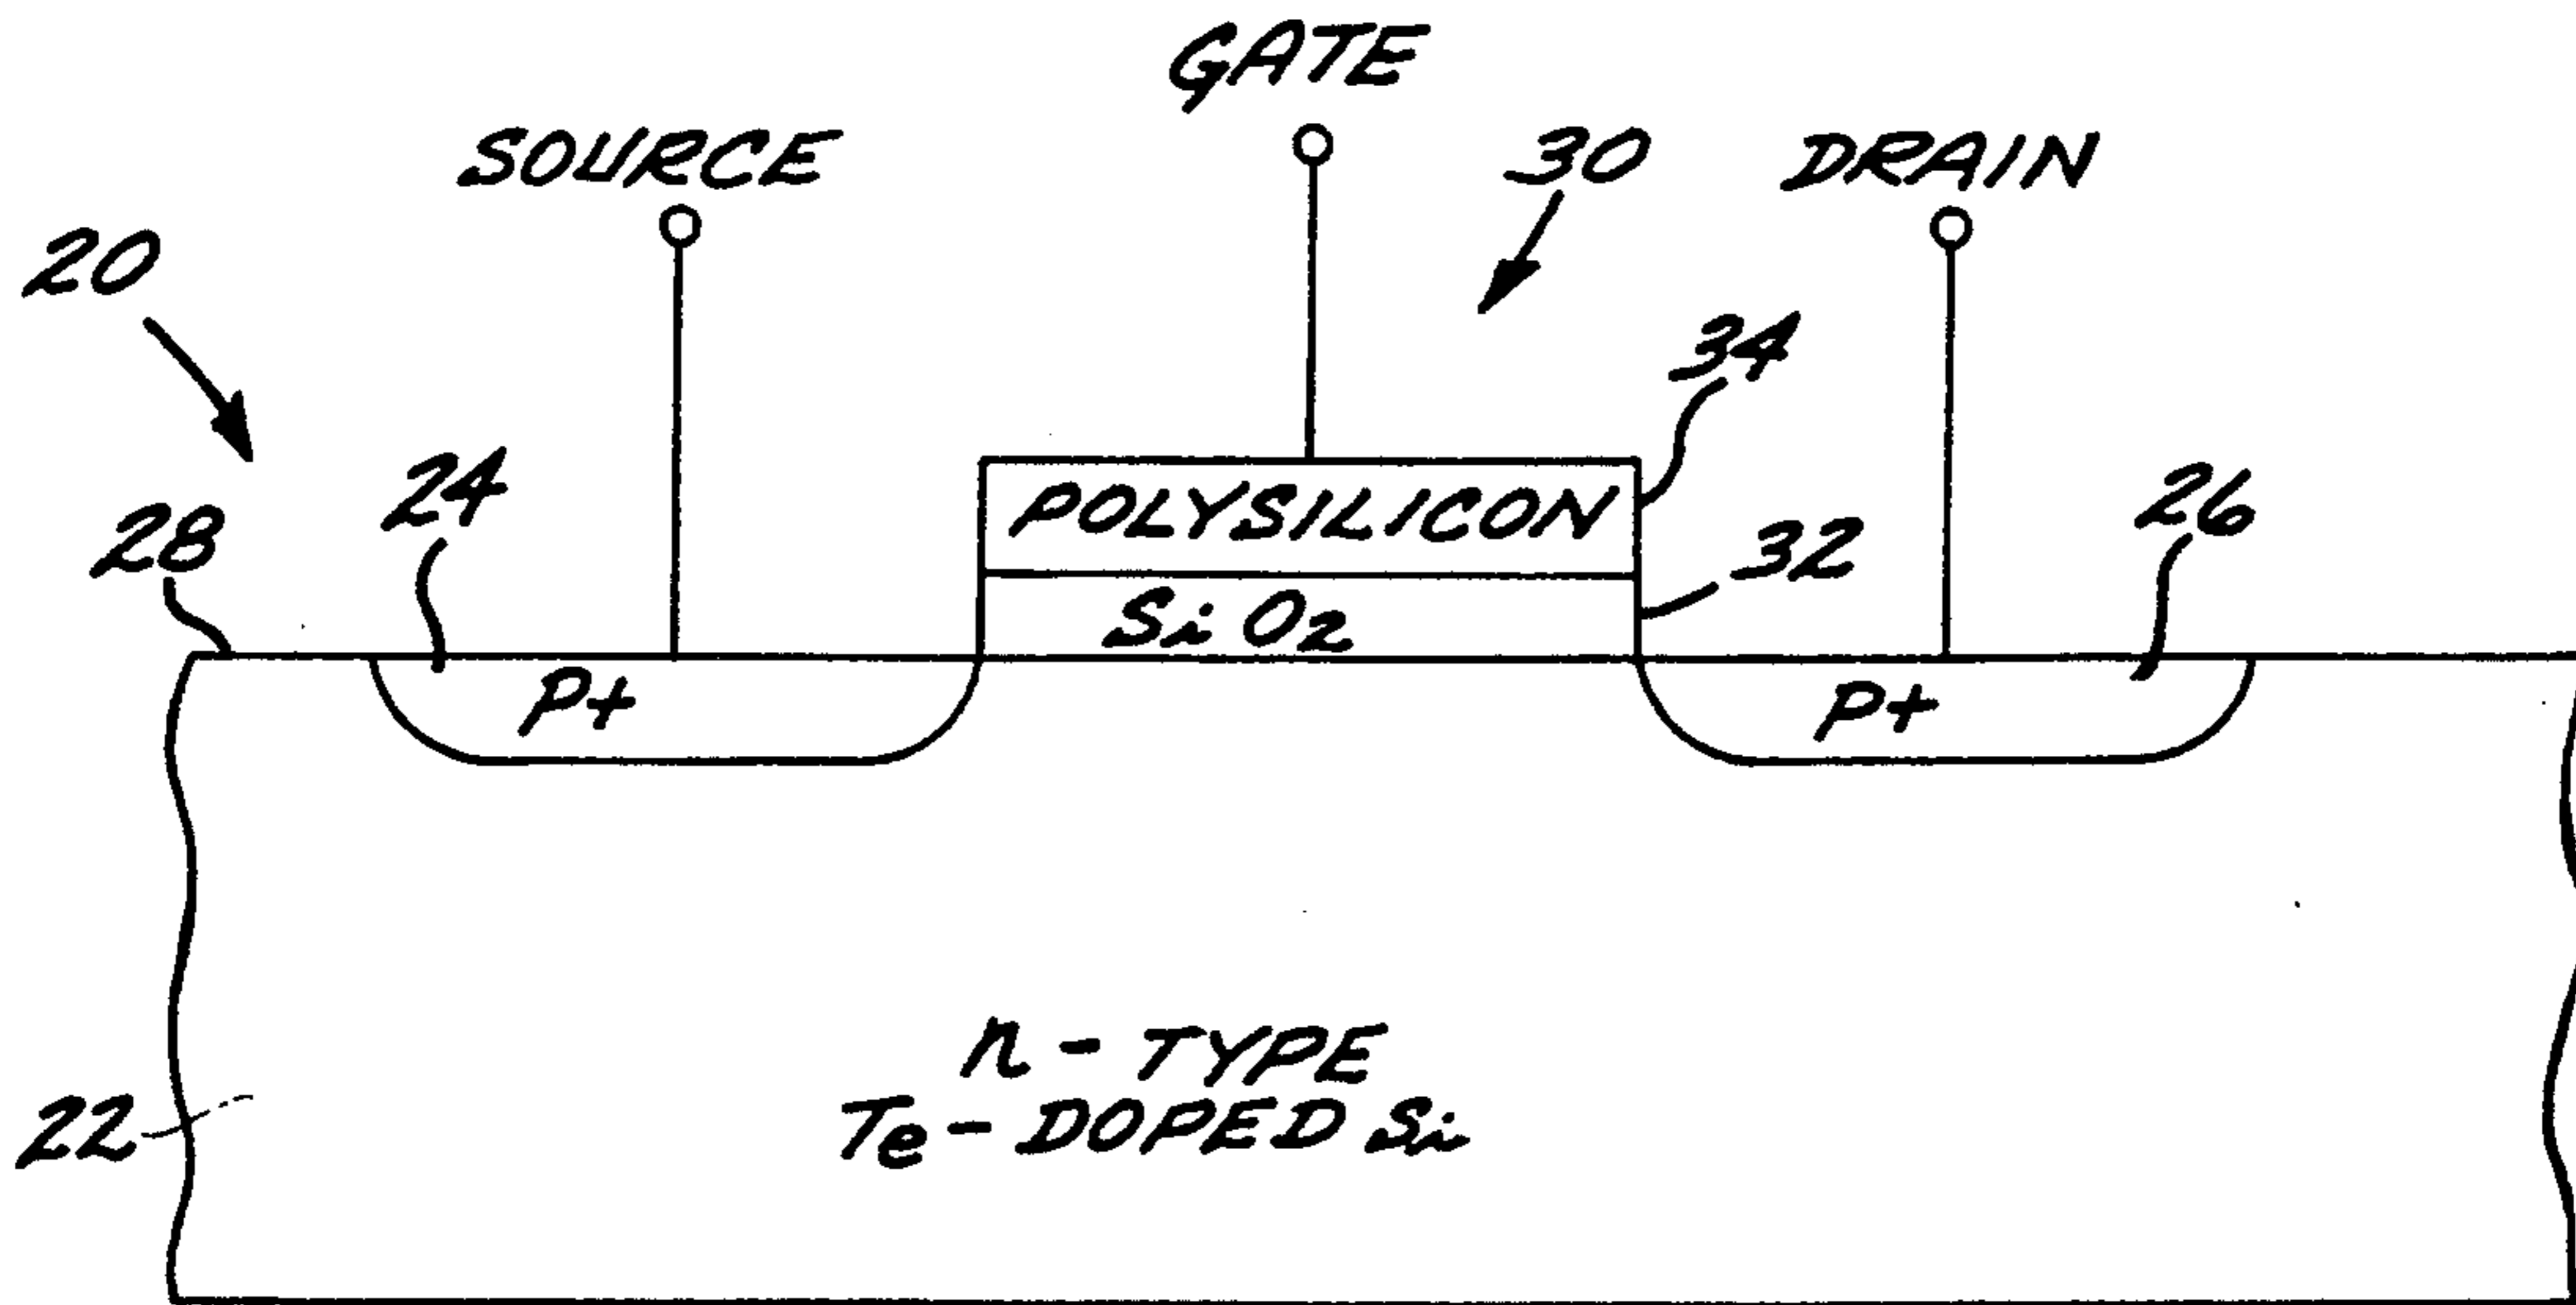 GATE
SOURCE
30
DRAIN
20
34
24
26
28
POLYSILICON
32
SiO2
P+
P+
n-TYPE
Te-DOPED Si
22